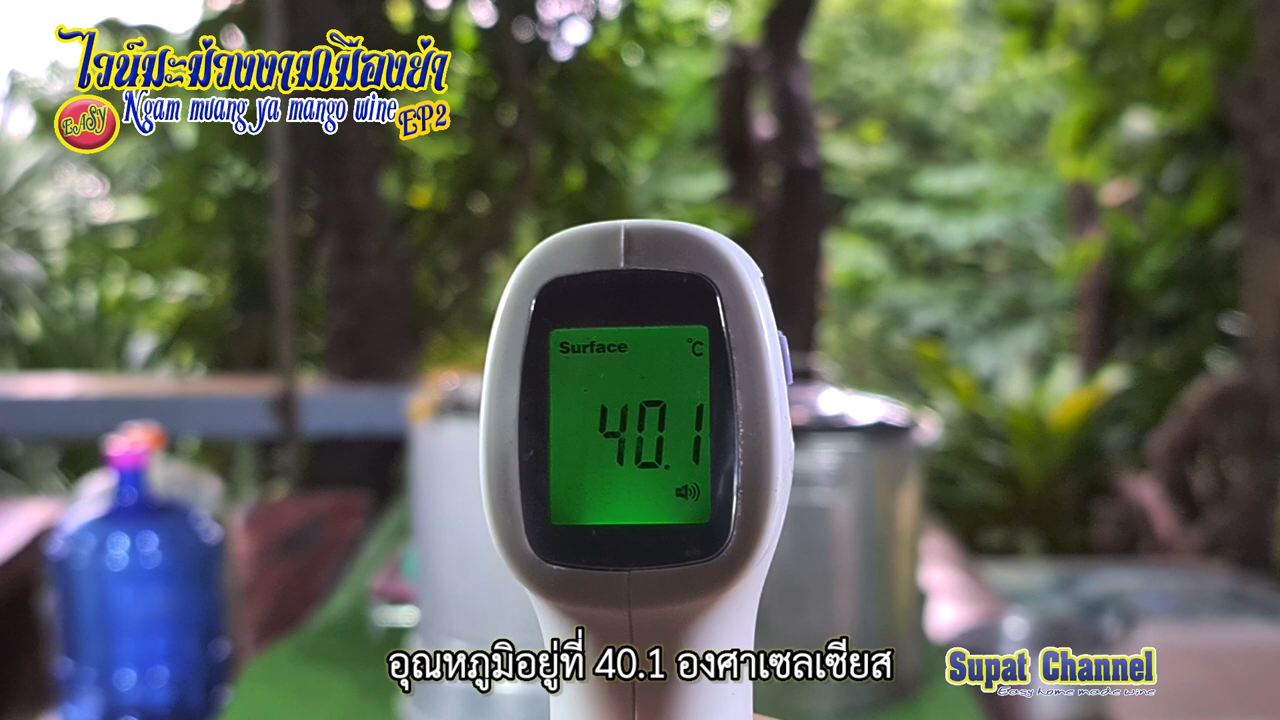 ไวน์มะม่วงงามเมืองย่า
EASY
Ngam muang ya mango wine EP2
Surface °C
40.1
อุณหภูมิอยู่ที่ 40.1 องศาเซลเซียส
Supat Channel
Easy home made wine